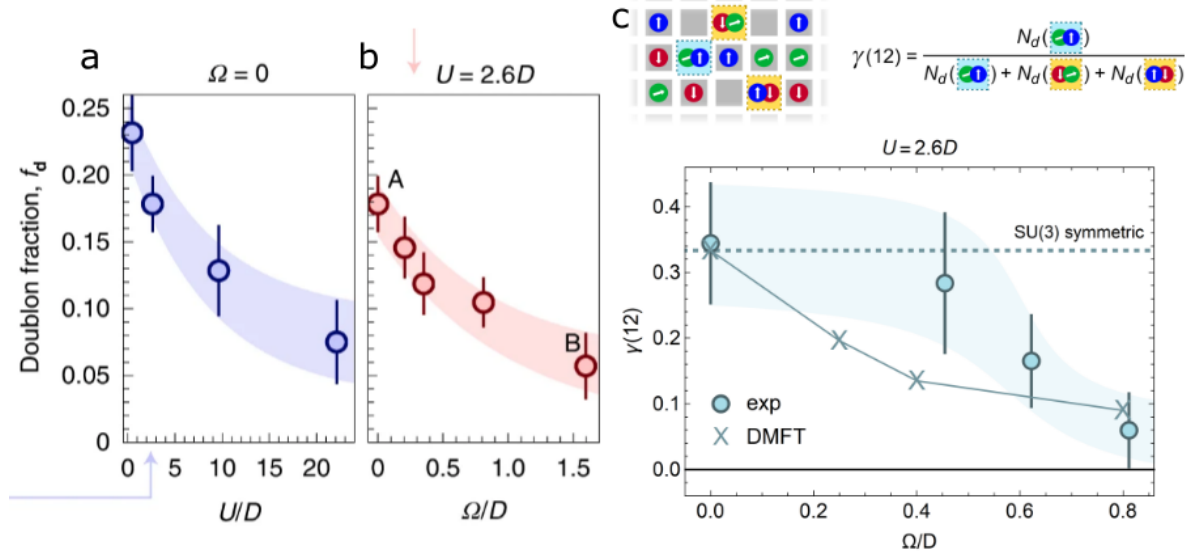 a
Ω = 0
Doublon fraction, f_d
0.26
0.25
0.20
0.15
0.10
0.05
0
0 5 10 15 20
U/D
b
U = 2.6D
A
B
0.0 0.5 1.0 1.5
Ω/D
c
γ(12) = N_d( ) / N_d( ) + N_d( ) + N_d( )
U = 2.6D
SU(3) symmetric
γ(12)
0.4
0.3
0.2
0.1
0.0
exp
DMFT
0.0 0.2 0.4 0.6 0.8
Ω/D